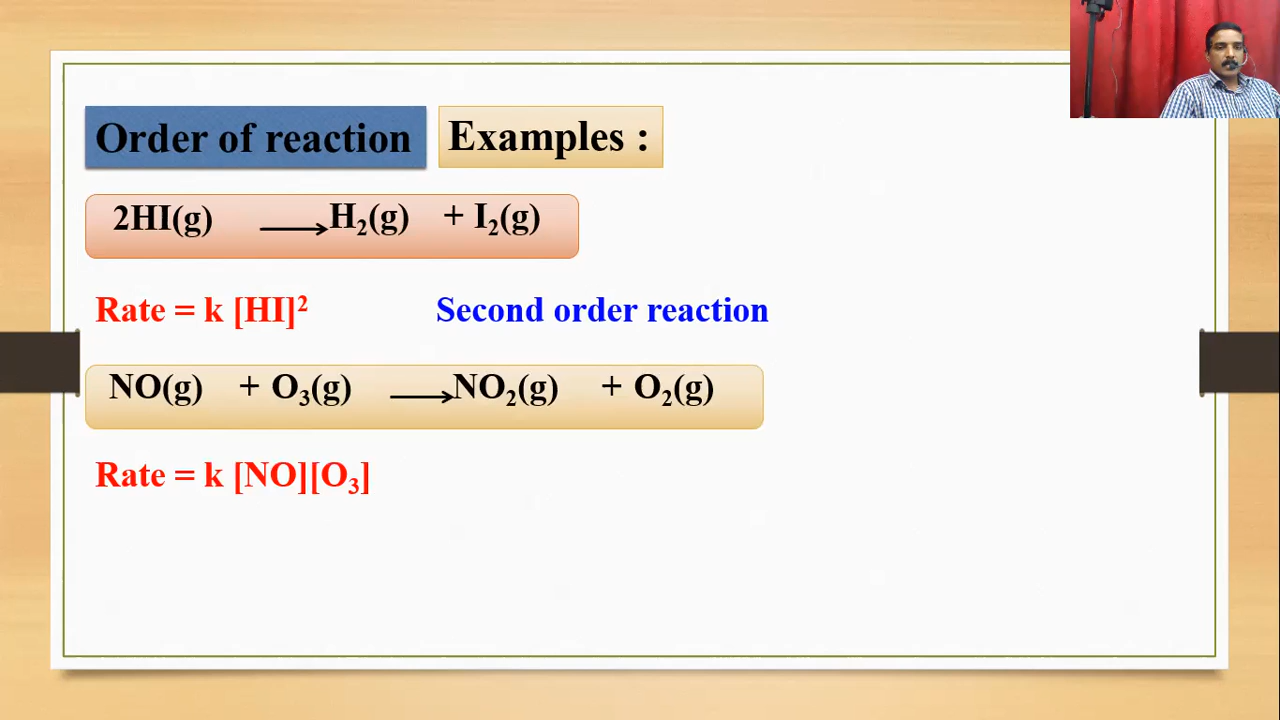 Order of reaction Examples :
2HI(g) ⟶ H₂(g) + I₂(g)
Rate = k [HI]² Second order reaction
NO(g) + O₃(g) ⟶ NO₂(g) + O₂(g)
Rate = k [NO][O₃]